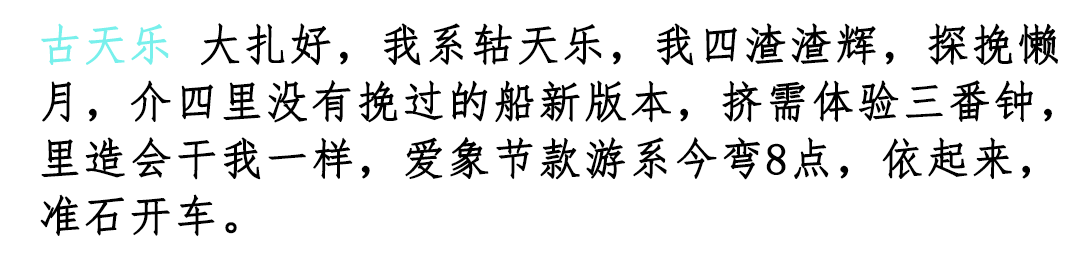 古天乐 大扎好，我系轱天乐，我四渣渣辉，探挽懒
月，介四里没有挽过的船新版本，挤需体验三番钟，
里造会干我一样，爱象节款游系今弯8点，依起来，
准石开车。